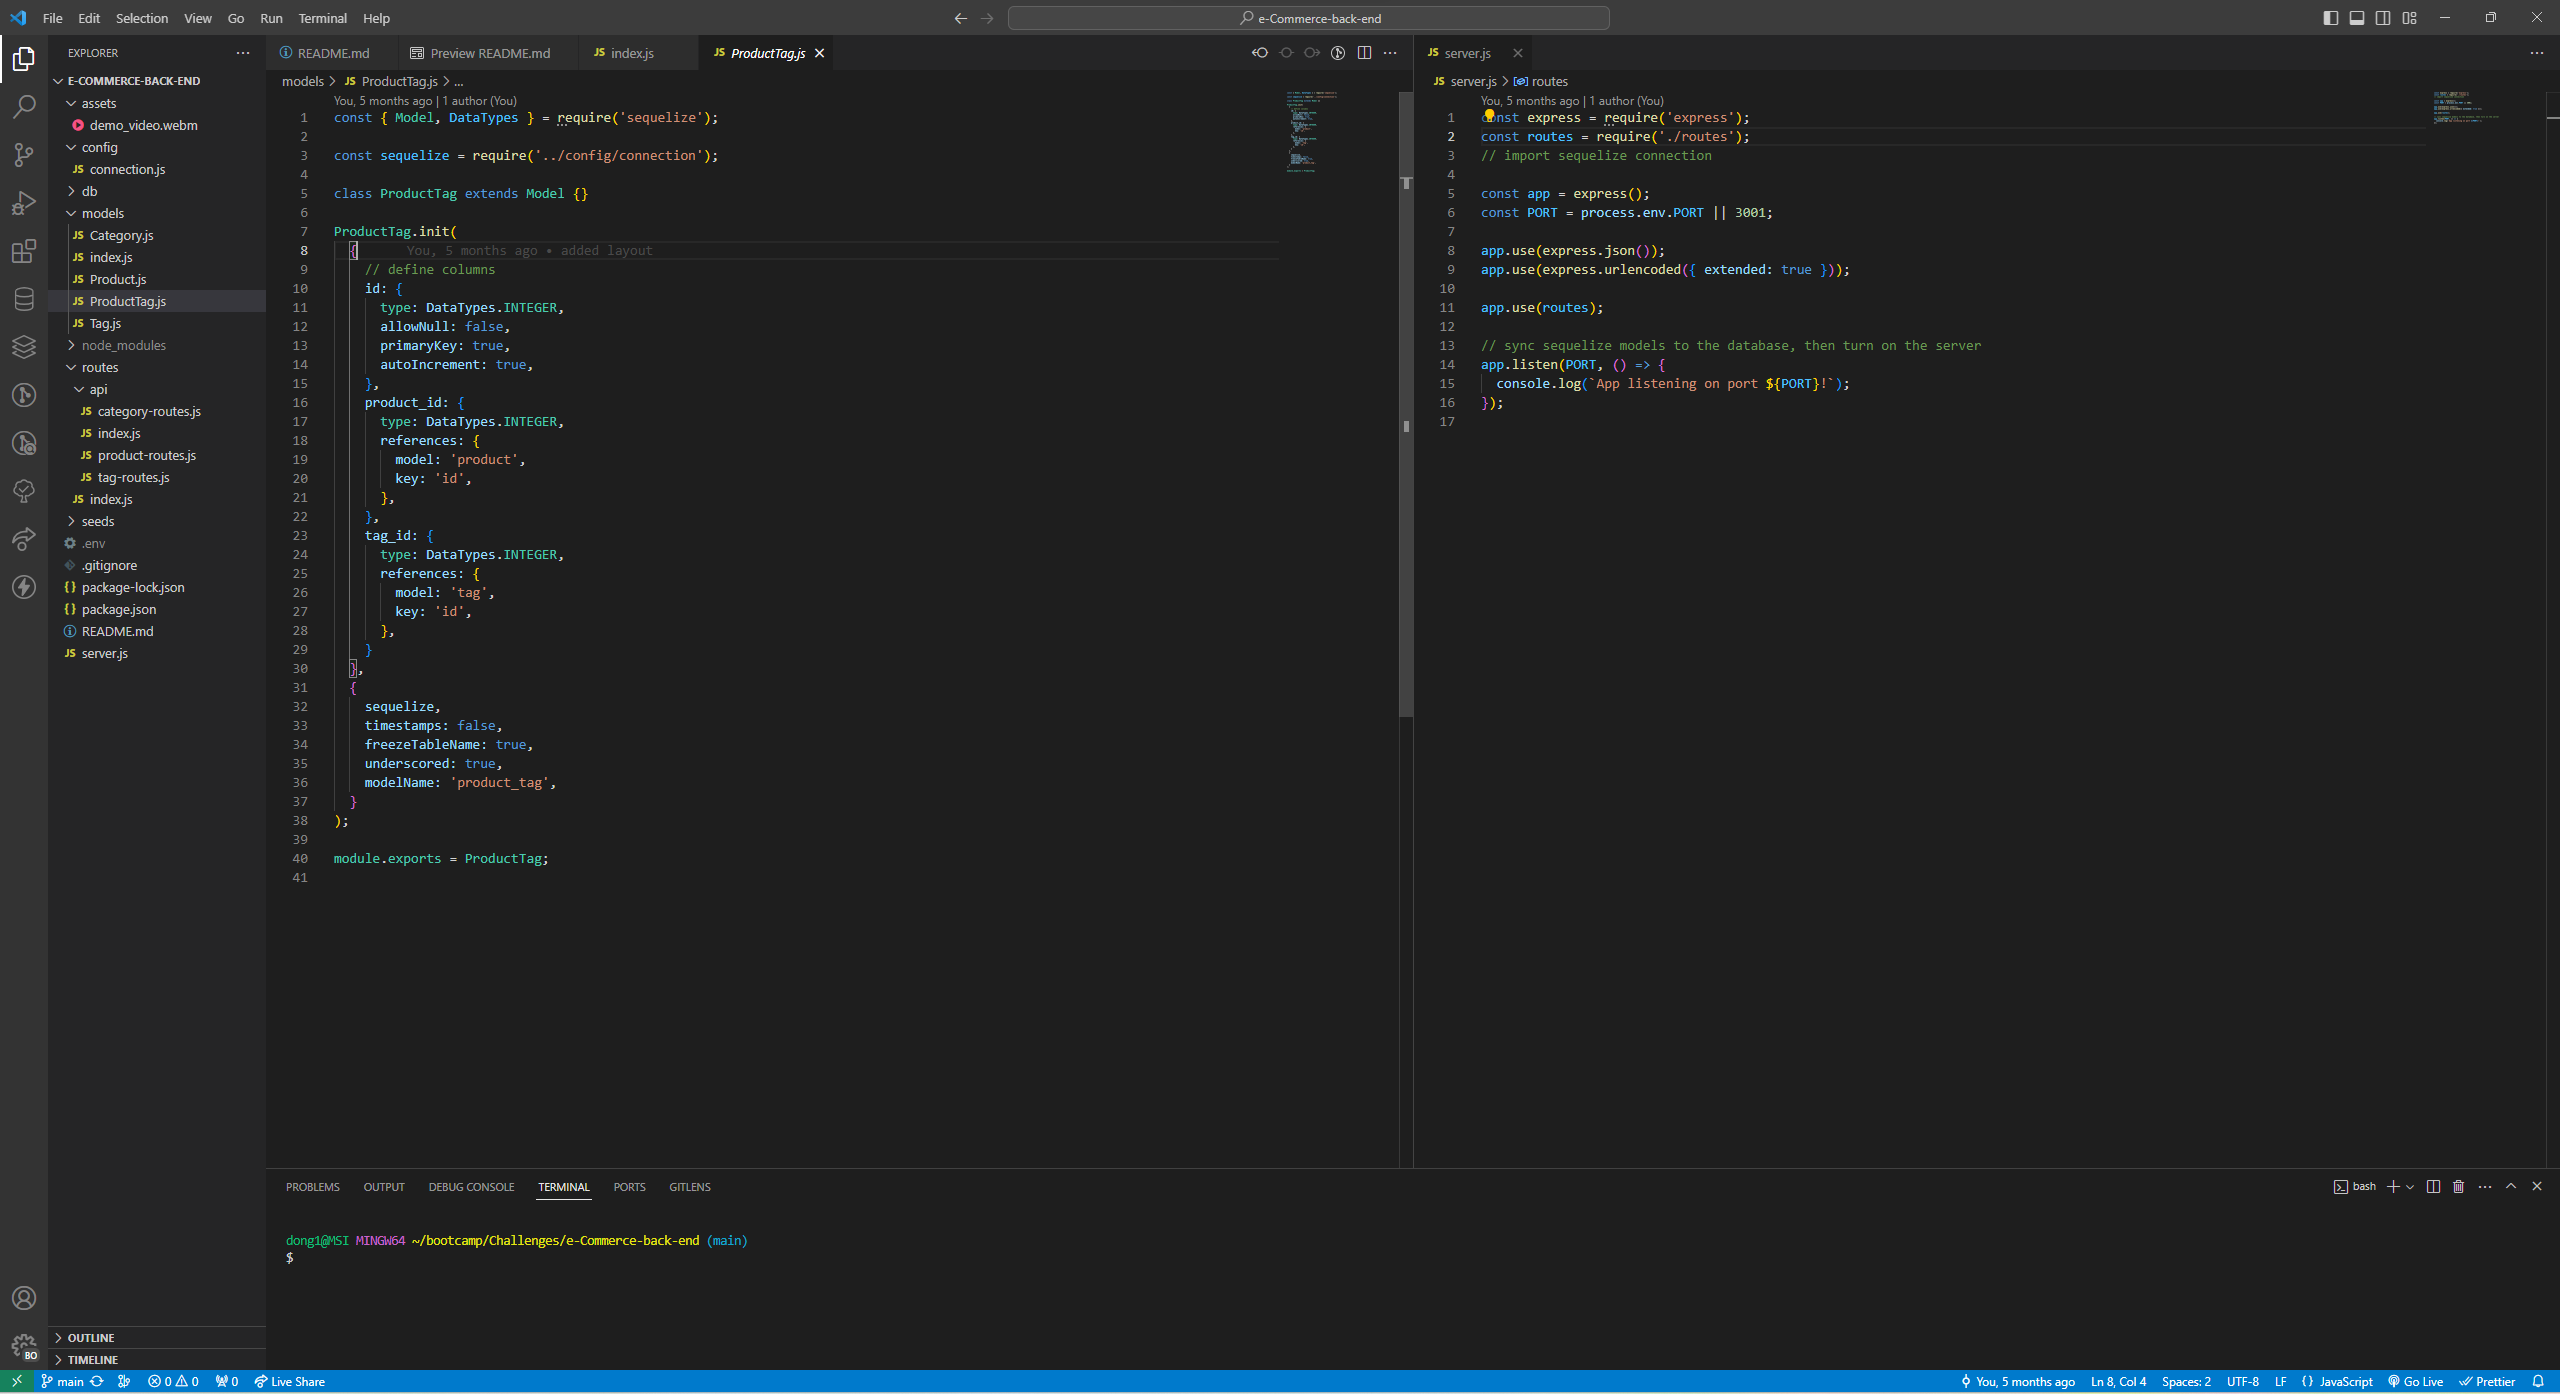 File Edit Selection View Go Run Terminal Help
e-Commerce-back-end
EXPLORER
E-COMMERCE-BACK-END
assets
demo_video.webm
config
JS connection.js
db
models
JS Category.js
JS index.js
JS Product.js
JS ProductTag.js
JS Tag.js
node_modules
routes
api
JS category-routes.js
JS index.js
JS product-routes.js
JS tag-routes.js
JS index.js
seeds
.env
.gitignore
{} package-lock.json
{} package.json
README.md
JS server.js
OUTLINE
TIMELINE
README.md Preview README.md JS index.js JS ProductTag.js
models > JS ProductTag.js > ...
You, 5 months ago | 1 author (You)
1 const { Model, DataTypes } = require('sequelize');
2
3 const sequelize = require('../config/connection');
4
5 class ProductTag extends Model {}
6
7 ProductTag.init(
8 { You, 5 months ago • added layout
9 // define columns
10 id: {
11 type: DataTypes.INTEGER,
12 allowNull: false,
13 primaryKey: true,
14 autoIncrement: true,
15 },
16 product_id: {
17 type: DataTypes.INTEGER,
18 references: {
19 model: 'product',
20 key: 'id',
21 },
22 },
23 tag_id: {
24 type: DataTypes.INTEGER,
25 references: {
26 model: 'tag',
27 key: 'id',
28 },
29 }
30 },
31 {
32 sequelize,
33 timestamps: false,
34 freezeTableName: true,
35 underscored: true,
36 modelName: 'product_tag',
37 }
38 );
39
40 module.exports = ProductTag;
41
JS server.js
JS server.js > routes
You, 5 months ago | 1 author (You)
1 const express = require('express');
2 const routes = require('./routes');
3 // import sequelize connection
4
5 const app = express();
6 const PORT = process.env.PORT || 3001;
7
8 app.use(express.json());
9 app.use(express.urlencoded({ extended: true }));
10
11 app.use(routes);
12
13 // sync sequelize models to the database, then turn on the server
14 app.listen(PORT, () => {
15 console.log(`App listening on port ${PORT}!`);
16 });
17
PROBLEMS OUTPUT DEBUG CONSOLE TERMINAL PORTS GITLENS
bash
dong1@MSI MINGW64 ~/bootcamp/Challenges/e-Commerce-back-end (main)
$
BO
main 0 0 0 Live Share
You, 5 months ago Ln 8, Col 4 Spaces: 2 UTF-8 LF {} JavaScript Go Live Prettier